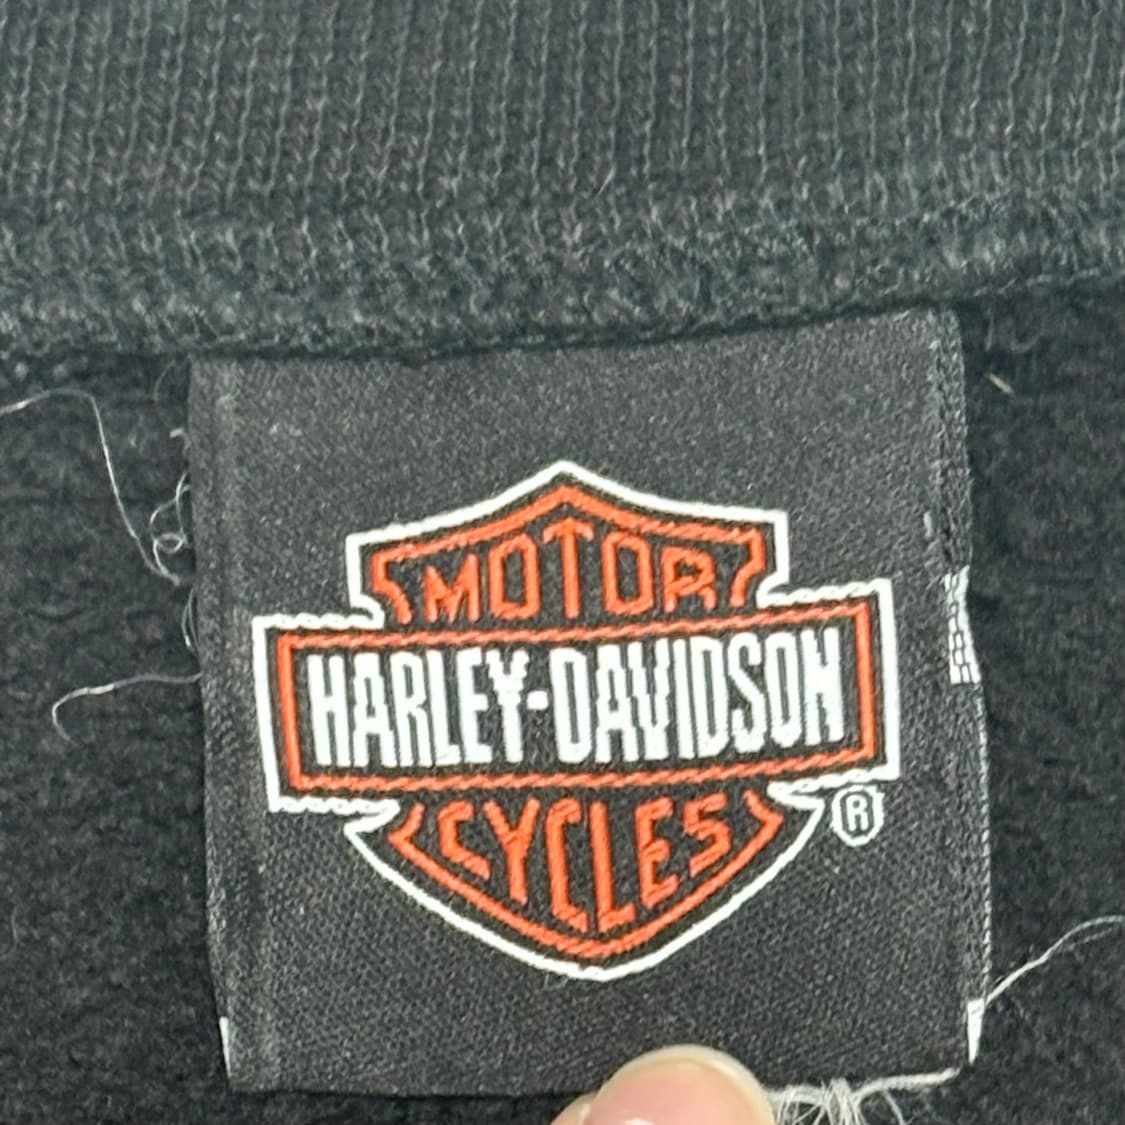 MOTOR
HARLEY-DAVIDSON
CYCLES
®